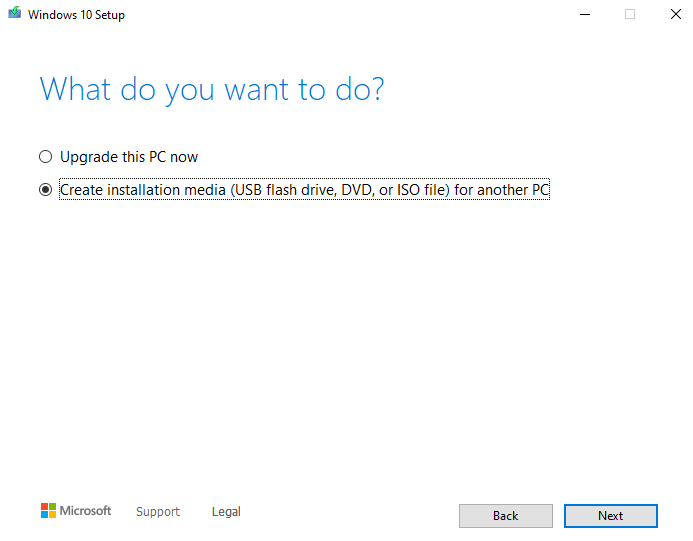 Windows 10 Setup
What do you want to do?
Upgrade this PC now
Create installation media (USB flash drive, DVD, or ISO file) for another PC
Microsoft Support Legal
Back Next